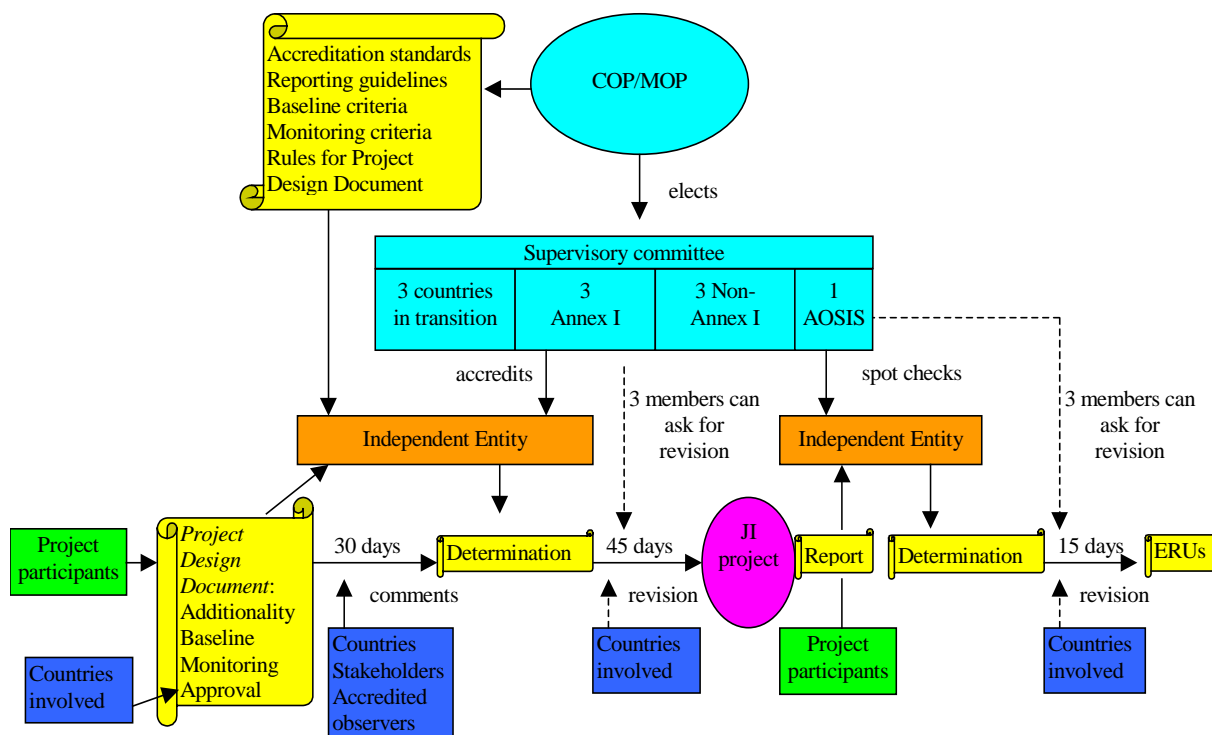 Accreditation standards
Reporting guidelines
Baseline criteria
Monitoring criteria
Rules for Project
Design Document
COP/MOP
elects
Supervisory committee
3 countries
in transition
3
Annex I
3 Non-
Annex I
1
AOSIS
accredits
3 members can
ask for
revision
spot checks
3 members can
ask for
revision
Independent Entity
Independent Entity
Project
participants
Project
Design
Document:
Additionality
Baseline
Monitoring
Approval
Countries
involved
30 days
comments
Countries
Stakeholders
Accredited
observers
Determination
45 days
revision
Countries
involved
JI
project
Report
Project
participants
Determination
15 days
revision
Countries
involved
ERUs